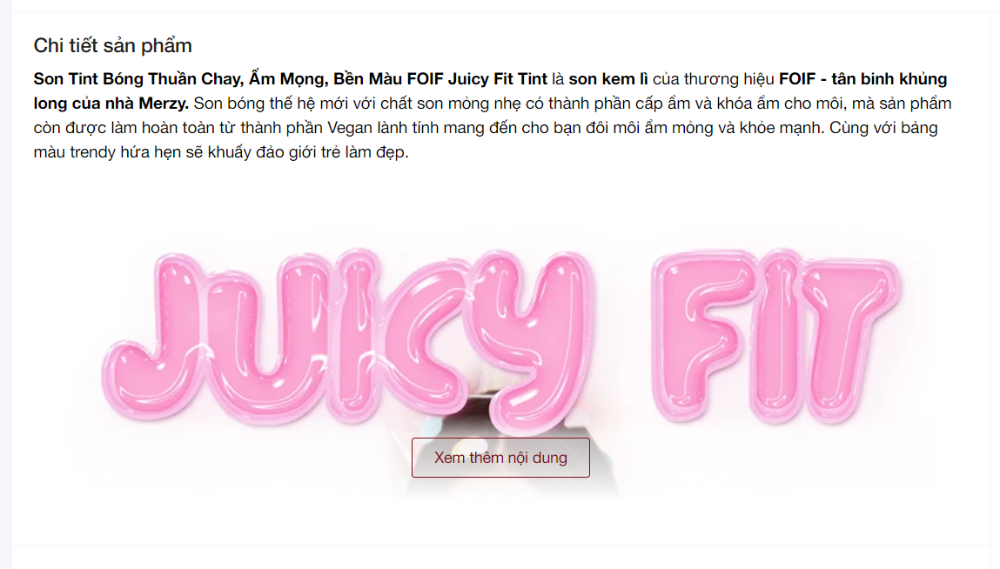 Chi tiết sản phẩm
Son Tint Bóng Thuần Chay, Ẩm Mọng, Bền Màu FOIF Juicy Fit Tint là son kem lì của thương hiệu FOIF - tân binh khủng
long của nhà Merzy. Son bóng thế hệ mới với chất son mỏng nhẹ có thành phần cấp ẩm và khóa ẩm cho môi, mà sản phẩm
còn được làm hoàn toàn từ thành phần Vegan lành tính mang đến cho bạn đôi môi ẩm mỏng và khỏe mạnh. Cùng với bảng
màu trendy hứa hẹn sẽ khuấy đảo giới trẻ làm đẹp.
JUICY FIT
Xem thêm nội dung